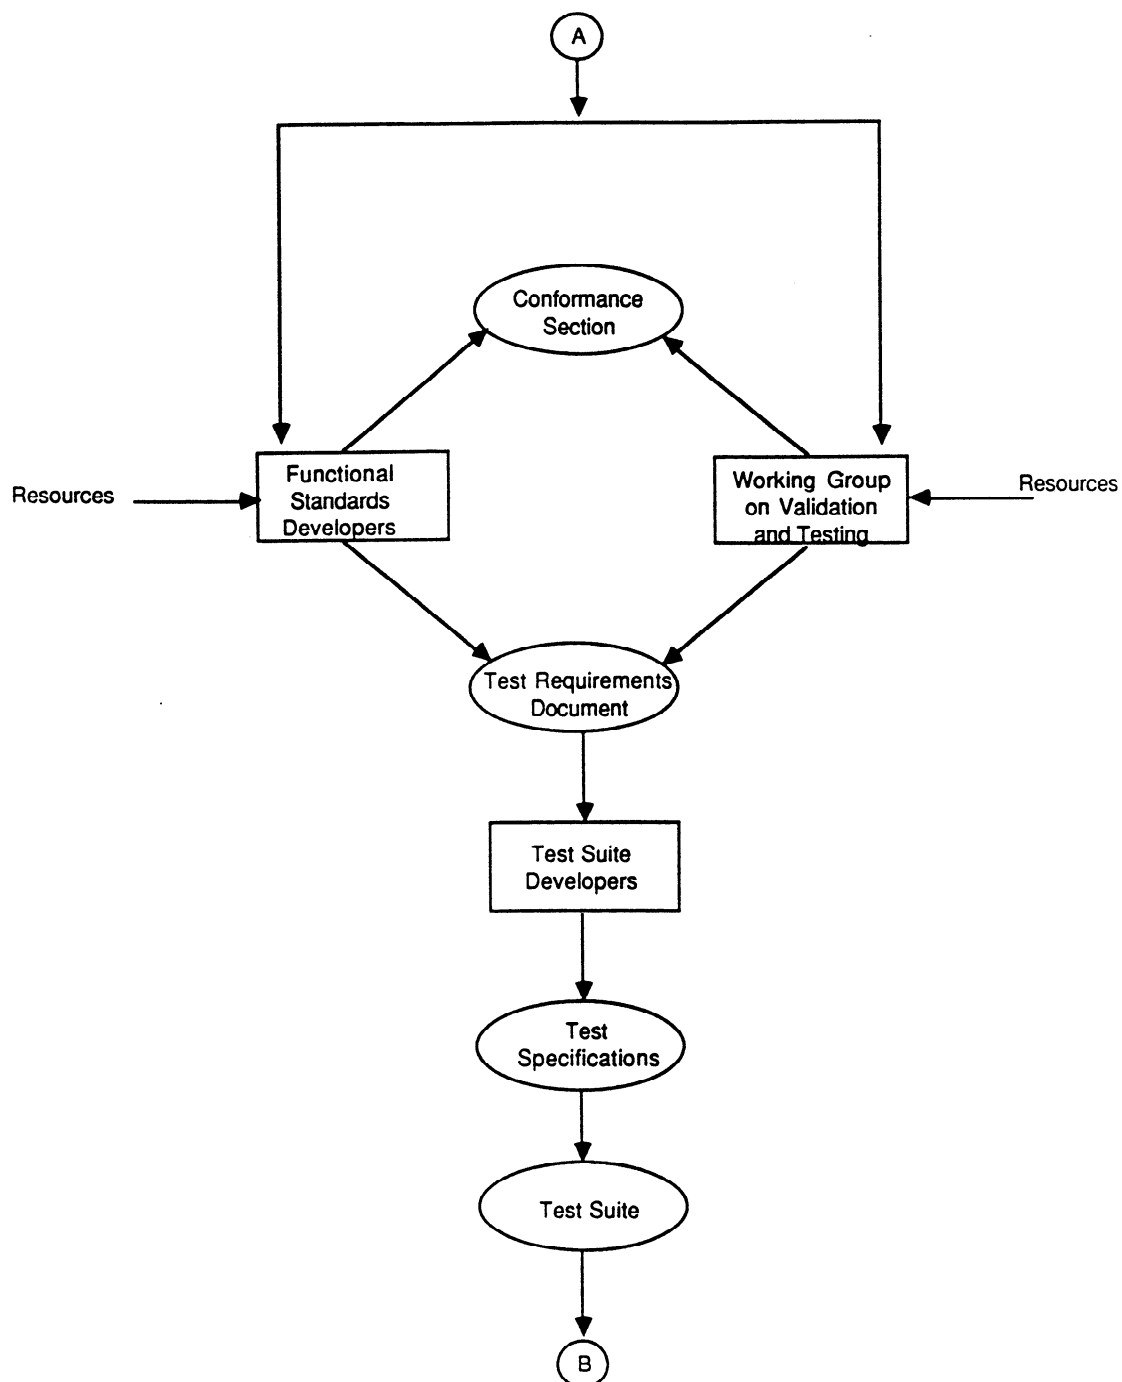 A
Conformance
Section
Functional
Standards
Developers
Resources
Working Group
on Validation
and Testing
Resources
Test Requirements
Document
Test Suite
Developers
Test
Specifications
Test Suite
B